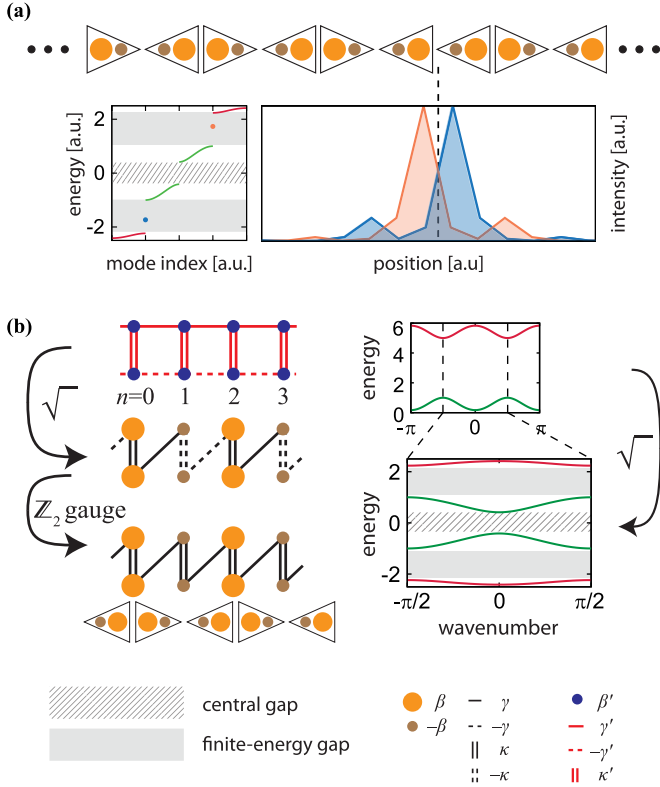 (a)
energy [a.u.]
2
0
-2
mode index [a.u.]
position [a.u]
intensity [a.u.]
(b)
√
n=0 1 2 3
ℤ₂ gauge
energy
6
4
2
0
-π 0 π
√
energy
2
0
-2
-π/2 0 π/2
wavenumber
central gap
finite-energy gap
β
−β
γ
−γ
κ
−κ
β′
γ′
−γ′
κ′